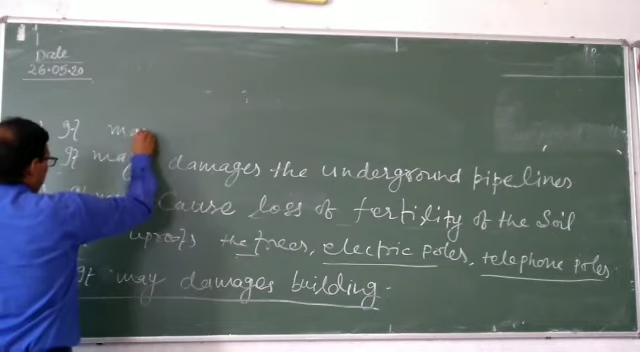 Date
26.05.20
It ma
It may damages the underground pipelines
Cause loss of fertility of the Soil
uproots the trees, electric poles, telephone poles.
It may damages building.